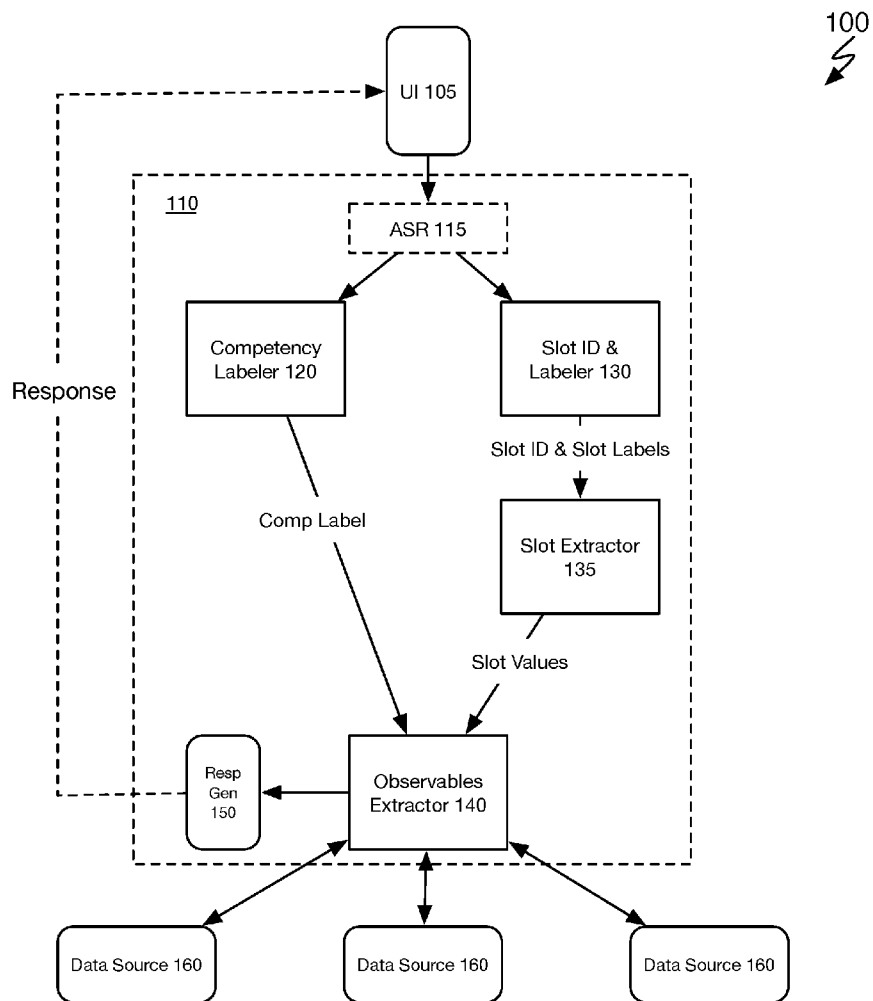 100
UI 105
110
ASR 115
Competency
Labeler 120
Slot ID &
Labeler 130
Response
Slot ID & Slot Labels
Comp Label
Slot Extractor
135
Slot Values
Resp
Gen
150
Observables
Extractor 140
Data Source 160
Data Source 160
Data Source 160